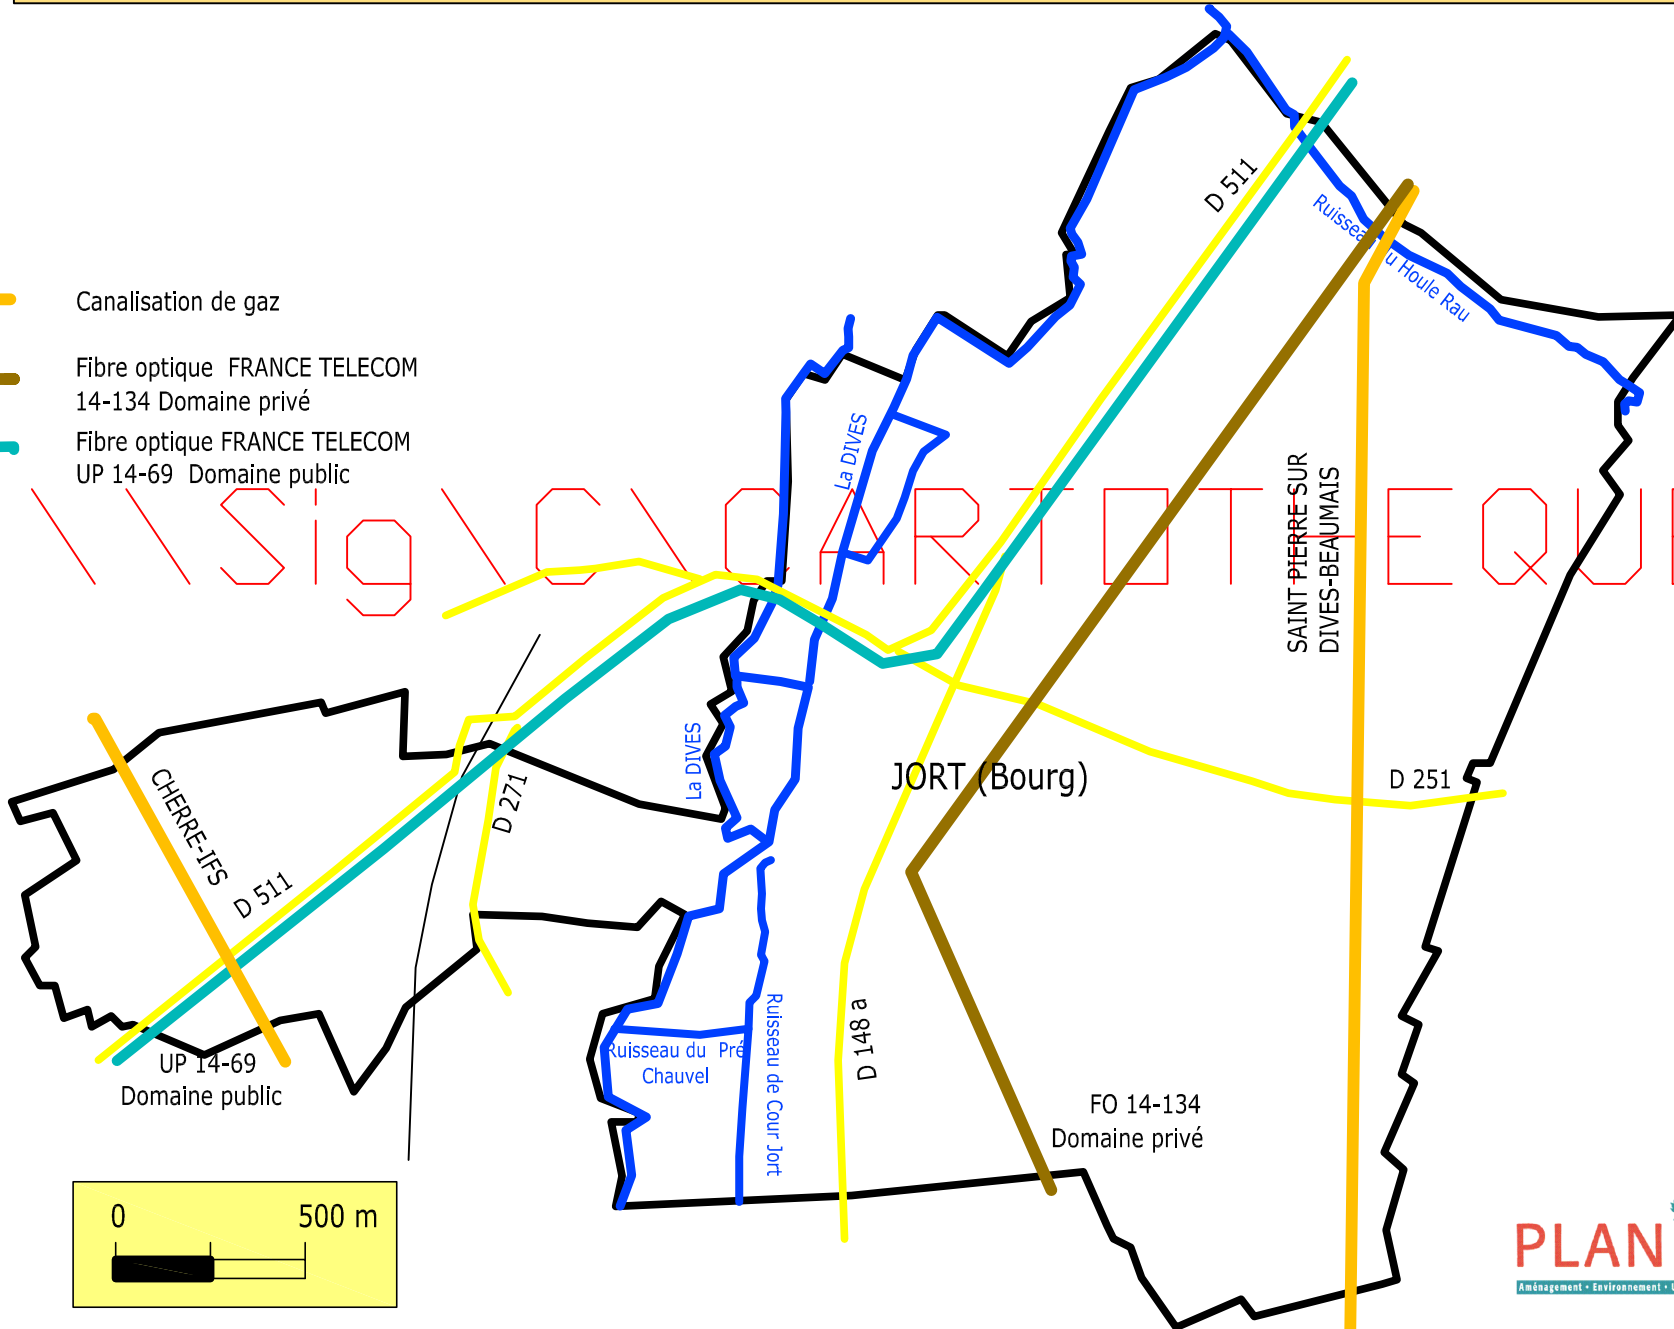 Canalisation de gaz
Fibre optique FRANCE TELECOM
14-134 Domaine privé
Fibre optique FRANCE TELECOM
UP 14-69 Domaine public
\\Sig\C\CARTOTHEQU
D 511
Ruisseau
u Houle Rau
La DIVES
SAINT PIERRE SUR
DIVES-BEAUMAIS
La DIVES
JORT (Bourg)
D 251
CHERRE-IFS
D 271
D 511
D 148 a
Ruisseau de Cour Jort
Ruisseau du Pré
Chauvel
UP 14-69
Domaine public
FO 14-134
Domaine privé
0 500 m
PLAN
Aménagement • Environnement •